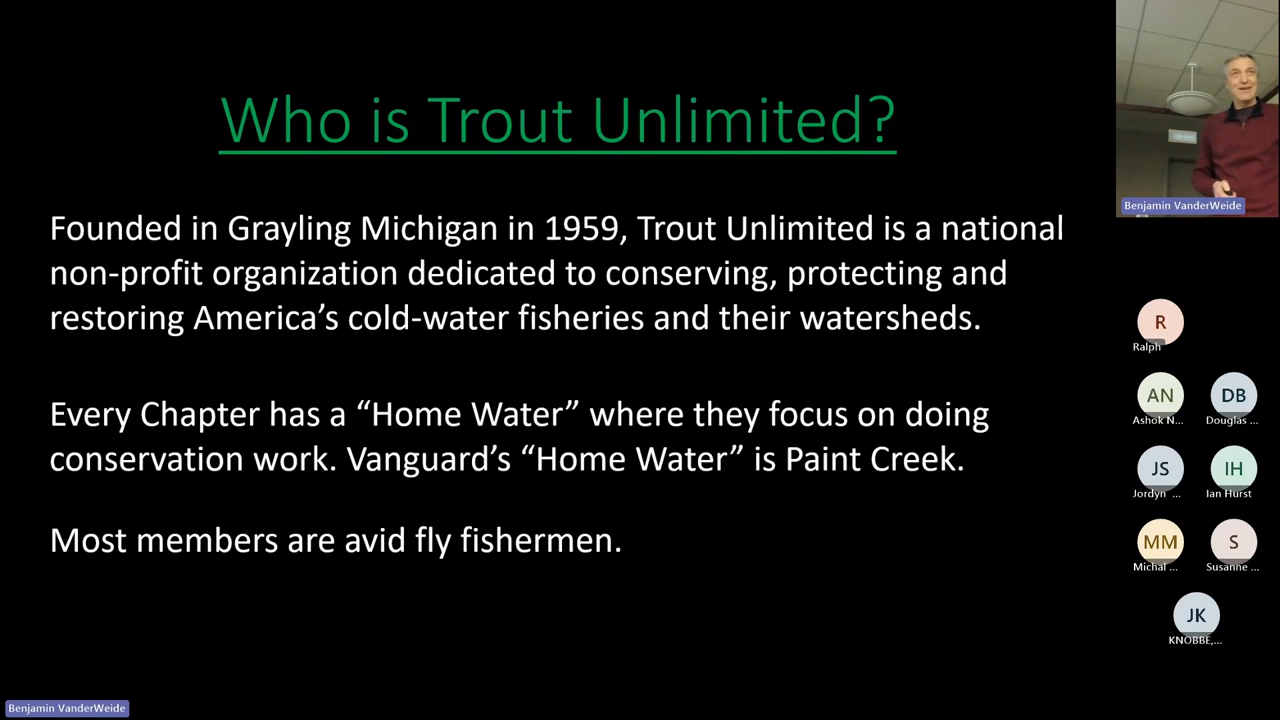 Who is Trout Unlimited?
Founded in Grayling Michigan in 1959, Trout Unlimited is a national
non-profit organization dedicated to conserving, protecting and
restoring America’s cold-water fisheries and their watersheds.
Every Chapter has a “Home Water” where they focus on doing
conservation work. Vanguard’s “Home Water” is Paint Creek.
Most members are avid fly fishermen.
Benjamin VanderWeide
R
Ralph
AN
DB
Ashok N...
Douglas ...
JS
IH
Jordyn ...
Ian Hurst
MM
S
Michal ...
Susanne ...
JK
KNOBBE,...
Benjamin VanderWeide